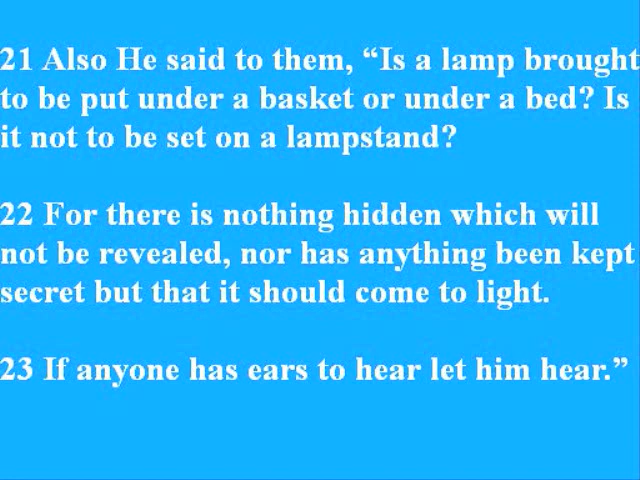 21 Also He said to them, “Is a lamp brought
to be put under a basket or under a bed? Is
it not to be set on a lampstand?
22 For there is nothing hidden which will
not be revealed, nor has anything been kept
secret but that it should come to light.
23 If anyone has ears to hear let him hear.”